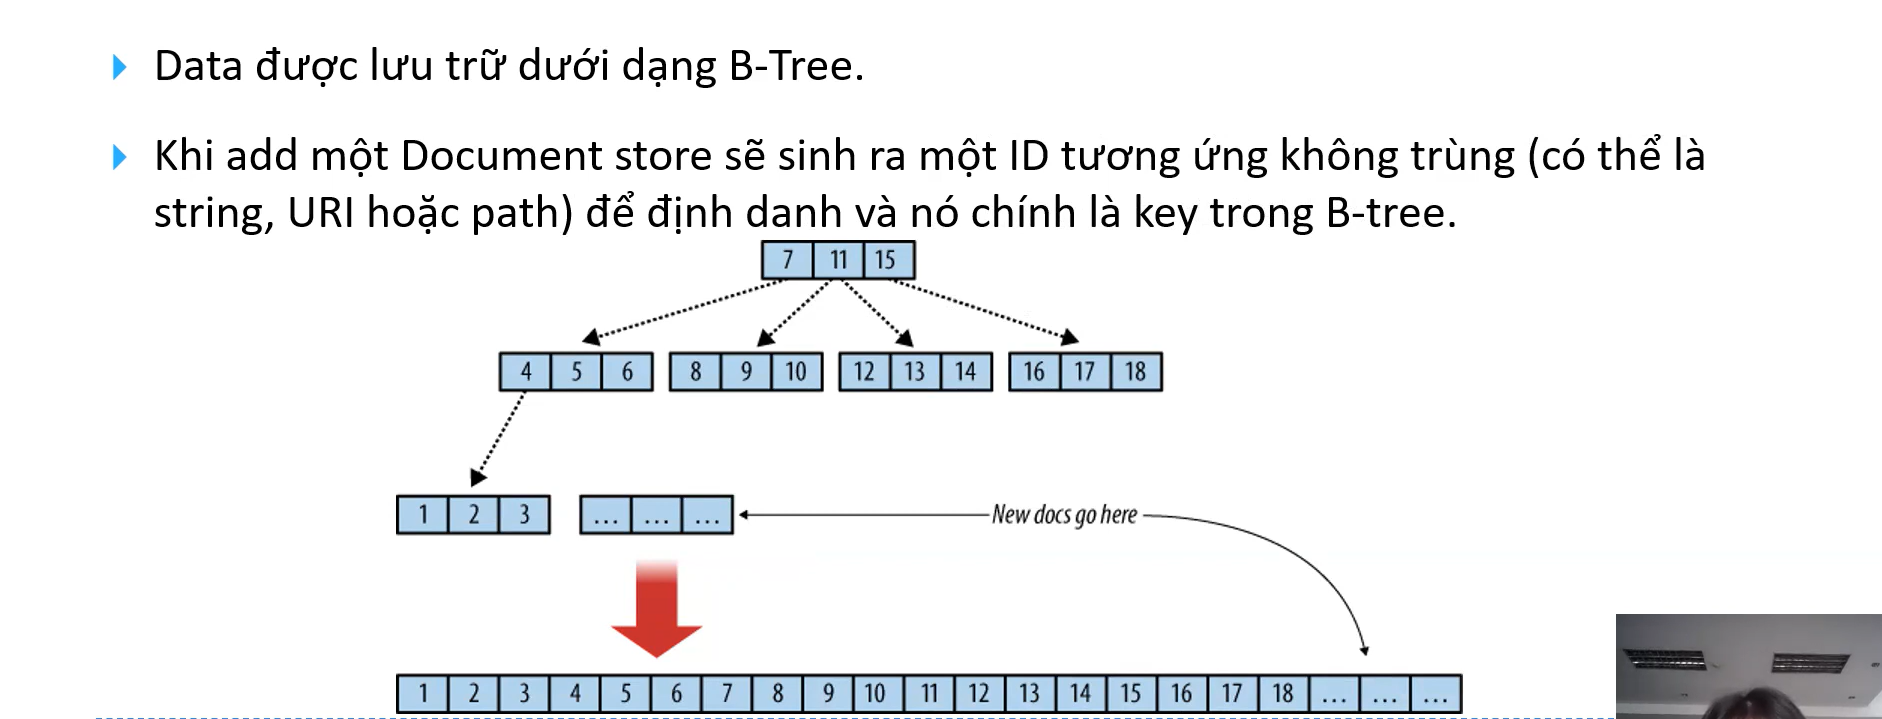 Data được lưu trữ dưới dạng B-Tree.
Khi add một Document store sẽ sinh ra một ID tương ứng không trùng (có thể là
string, URI hoặc path) để định danh và nó chính là key trong B-tree.
7 11 15
4 5 6 8 9 10 12 13 14 16 17 18
1 2 3 ... ... ... New docs go here
1 2 3 4 5 6 7 8 9 10 11 12 13 14 15 16 17 18 ... ... ...